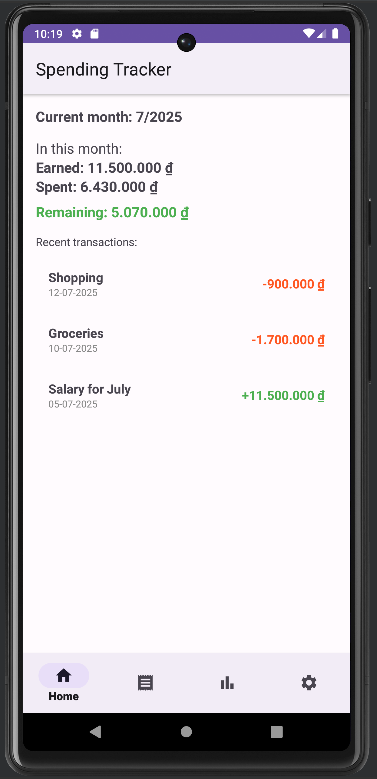 10:19
Spending Tracker
Current month: 7/2025
In this month:
Earned: 11.500.000 ₫
Spent: 6.430.000 ₫
Remaining: 5.070.000 ₫
Recent transactions:
Shopping
-900.000 ₫
12-07-2025
Groceries
-1.700.000 ₫
10-07-2025
Salary for July
+11.500.000 ₫
05-07-2025
Home